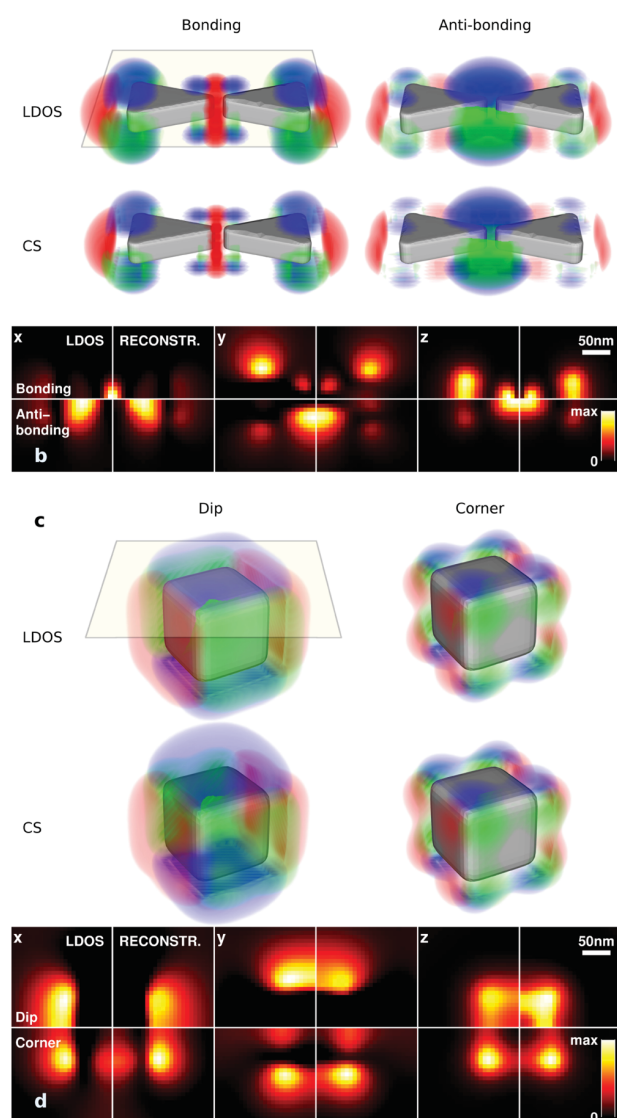 Bonding Anti-bonding
LDOS
CS
x LDOS RECONSTR. y z 50nm
Bonding
Anti-
bonding
max
0
b
c
Dip Corner
LDOS
CS
x LDOS RECONSTR. y z 50nm
Dip
Corner
max
0
d